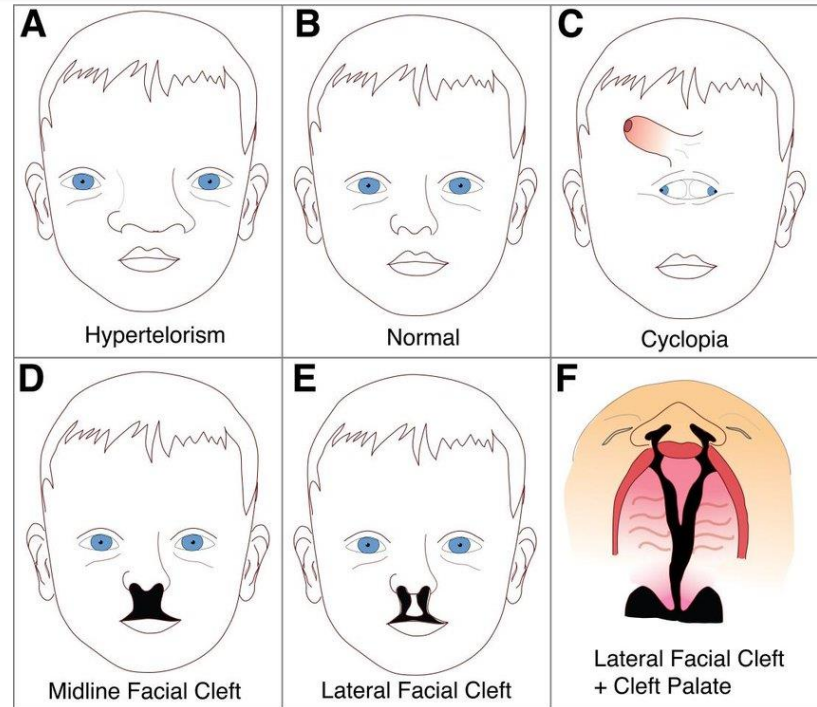 A
Hypertelorism
B
Normal
C
Cyclopia
D
Midline Facial Cleft
E
Lateral Facial Cleft
F
Lateral Facial Cleft
+ Cleft Palate